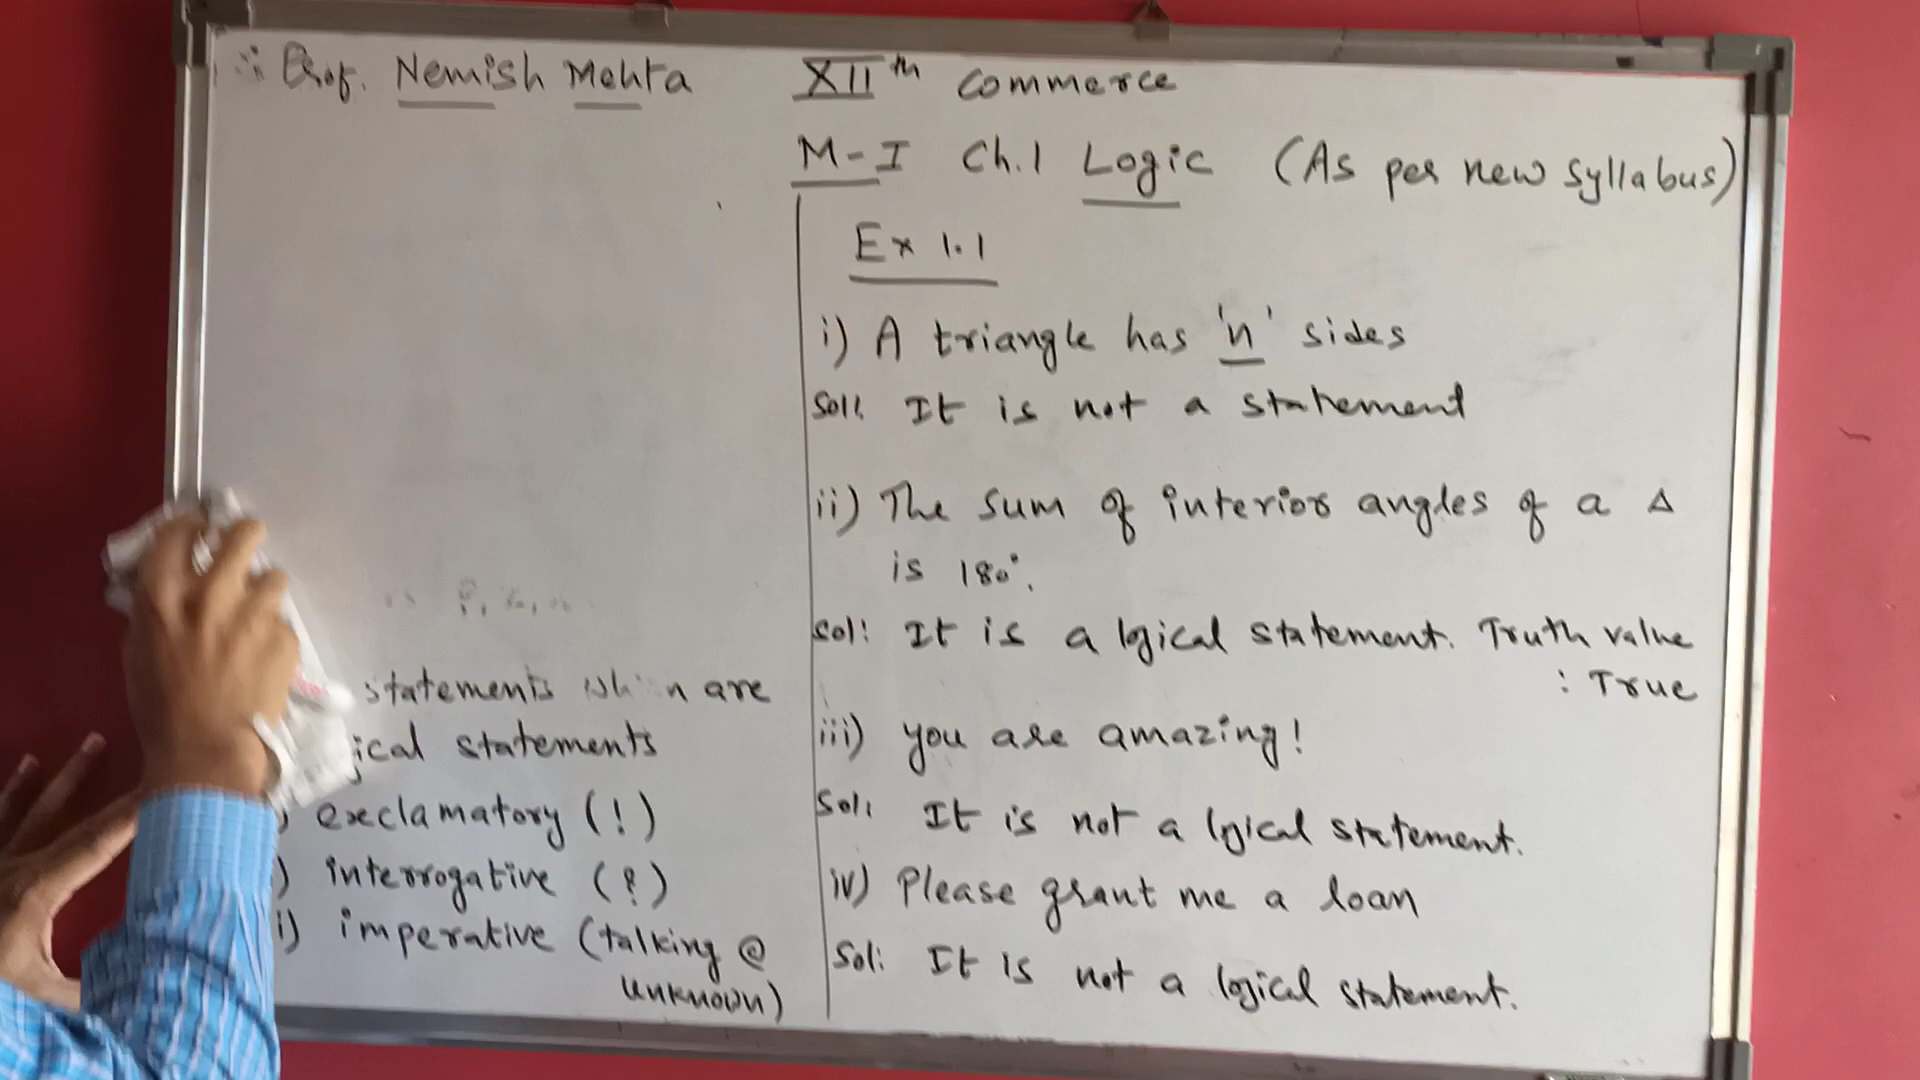 ∴ Prof. Nemish Mehta XIIth commerce
M-I Ch.1 Logic (As per new syllabus)
statements are
ical statements
) exclamatory (!)
) interrogative (?)
i) imperative (talking @
unknown)
Ex 1.1
i) A triangle has 'n' sides
Sol: It is not a statement
ii) The sum of interior angles of a Δ
is 180°.
Sol: It is a logical statement. Truth value
: True
iii) you are amazing!
Sol: It is not a logical statement.
iv) Please grant me a loan
Sol: It is not a logical statement.